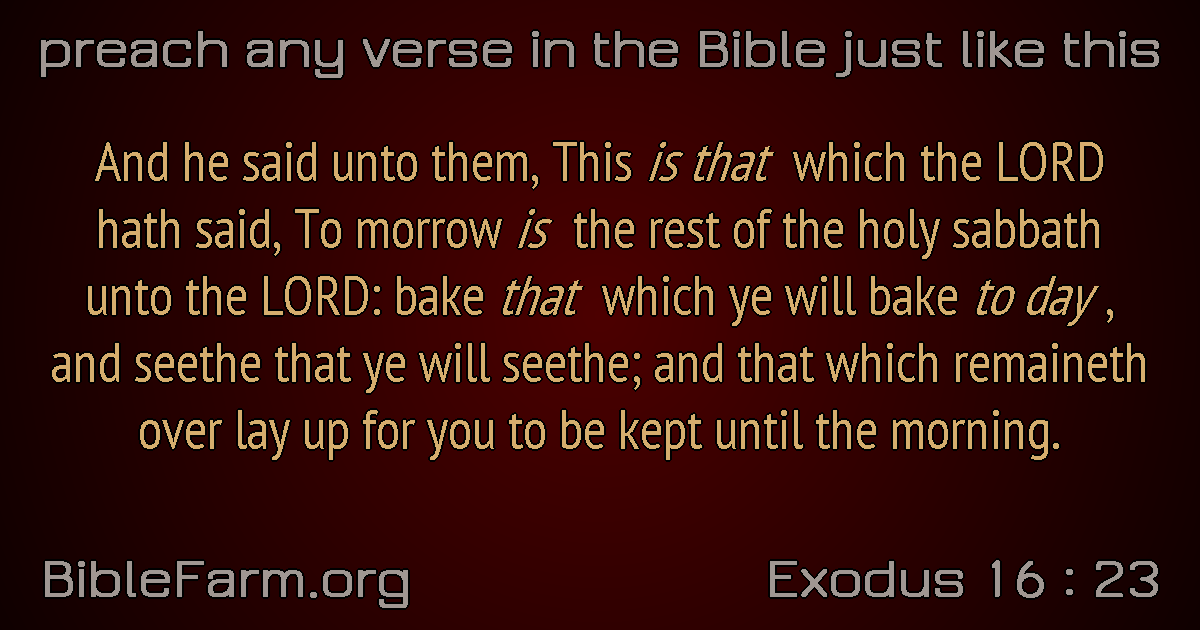 preach any verse in the Bible just like this
And he said unto them, This is that which the LORD
hath said, To morrow is the rest of the holy sabbath
unto the LORD: bake that which ye will bake to day ,
and seethe that ye will seethe; and that which remaineth
over lay up for you to be kept until the morning.
BibleFarm.org
Exodus 16 : 23